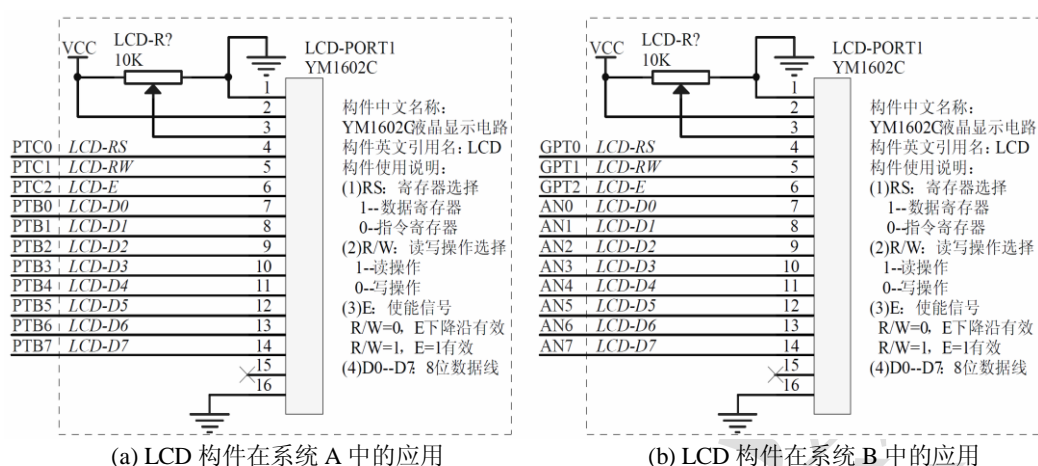 VCC
LCD-R?
10K
LCD-PORT1
YM1602C
1
2
3
PTC0 LCD-RS 4
PTC1 LCD-RW 5
PTC2 LCD-E 6
PTB0 LCD-D0 7
PTB1 LCD-D1 8
PTB2 LCD-D2 9
PTB3 LCD-D3 10
PTB4 LCD-D4 11
PTB5 LCD-D5 12
PTB6 LCD-D6 13
PTB7 LCD-D7 14
15
16
构件中文名称：
YM1602C液晶显示电路
构件英文引用名：LCD
构件使用说明：
(1)RS：寄存器选择
1--数据寄存器
0--指令寄存器
(2)R/W：读写操作选择
1--读操作
0--写操作
(3)E：使能信号
R/W=0，E下降沿有效
R/W=1，E=1有效
(4)D0--D7：8位数据线
(a) LCD 构件在系统 A 中的应用
VCC
LCD-R?
10K
LCD-PORT1
YM1602C
1
2
3
GPT0 LCD-RS 4
GPT1 LCD-RW 5
GPT2 LCD-E 6
AN0 LCD-D0 7
AN1 LCD-D1 8
AN2 LCD-D2 9
AN3 LCD-D3 10
AN4 LCD-D4 11
AN5 LCD-D5 12
AN6 LCD-D6 13
AN7 LCD-D7 14
15
16
构件中文名称：
YM1602C液晶显示电路
构件英文引用名：LCD
构件使用说明：
(1)RS：寄存器选择
1--数据寄存器
0--指令寄存器
(2)R/W：读写操作选择
1--读操作
0--写操作
(3)E：使能信号
R/W=0，E下降沿有效
R/W=1，E=1有效
(4)D0--D7：8位数据线
(b) LCD 构件在系统 B 中的应用